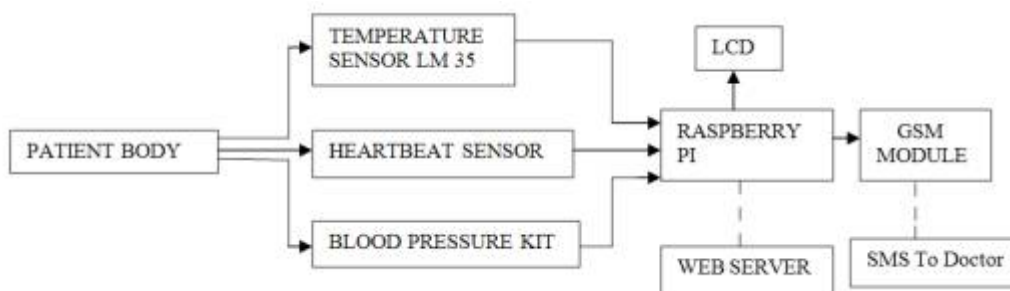 TEMPERATURE
SENSOR LM 35
LCD
PATIENT BODY
HEARTBEAT SENSOR
RASPBERRY
PI
GSM
MODULE
BLOOD PRESSURE KIT
WEB SERVER
SMS To Doctor